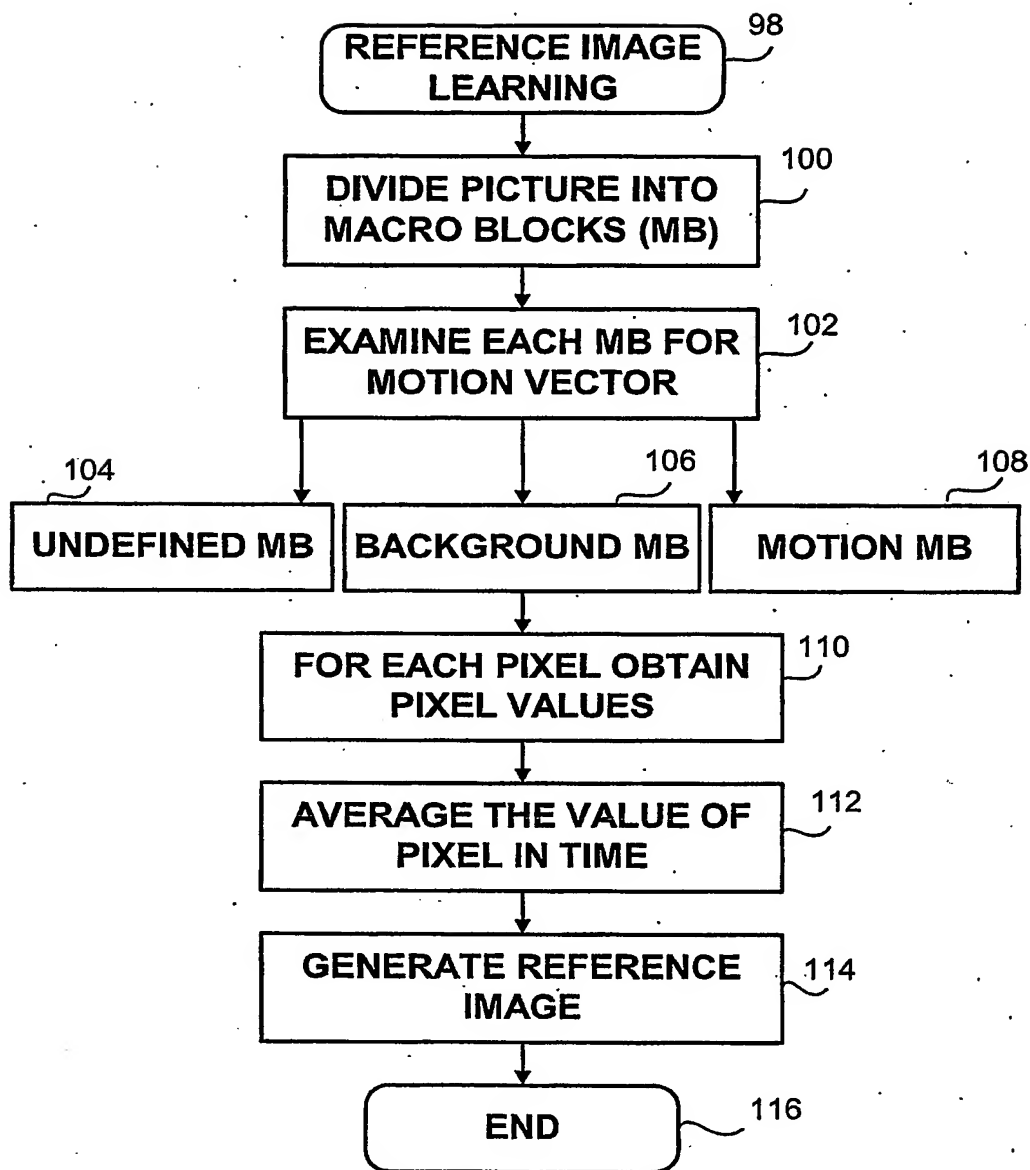 REFERENCE IMAGE
LEARNING
98
DIVIDE PICTURE INTO
MACRO BLOCKS (MB)
100
EXAMINE EACH MB FOR
MOTION VECTOR
102
104
UNDEFINED MB
106
BACKGROUND MB
108
MOTION MB
FOR EACH PIXEL OBTAIN
PIXEL VALUES
110
AVERAGE THE VALUE OF
PIXEL IN TIME
112
GENERATE REFERENCE
IMAGE
114
END
116